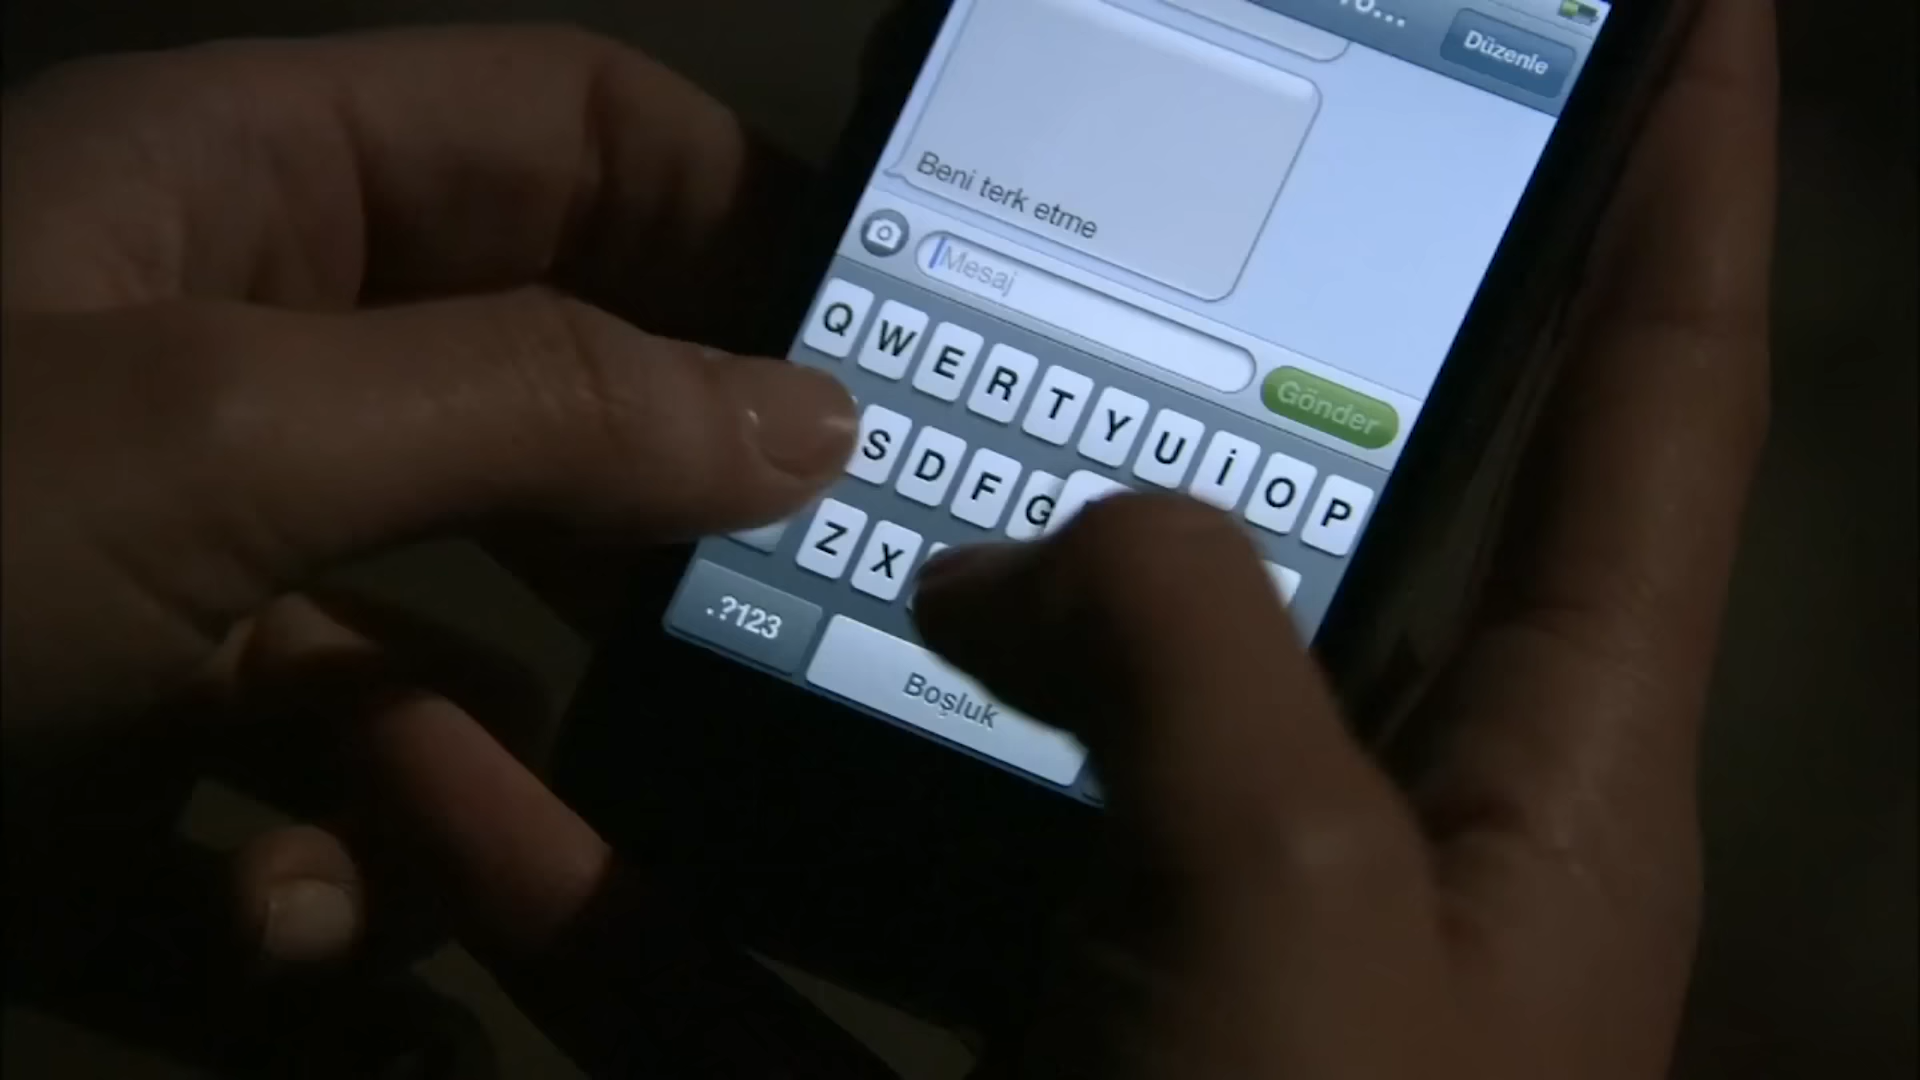 Düzenle
Beni terk etme
Mesaj
Gönder
Q W E R T Y U İ O P
S D F G
Z X
.?123
Boşluk